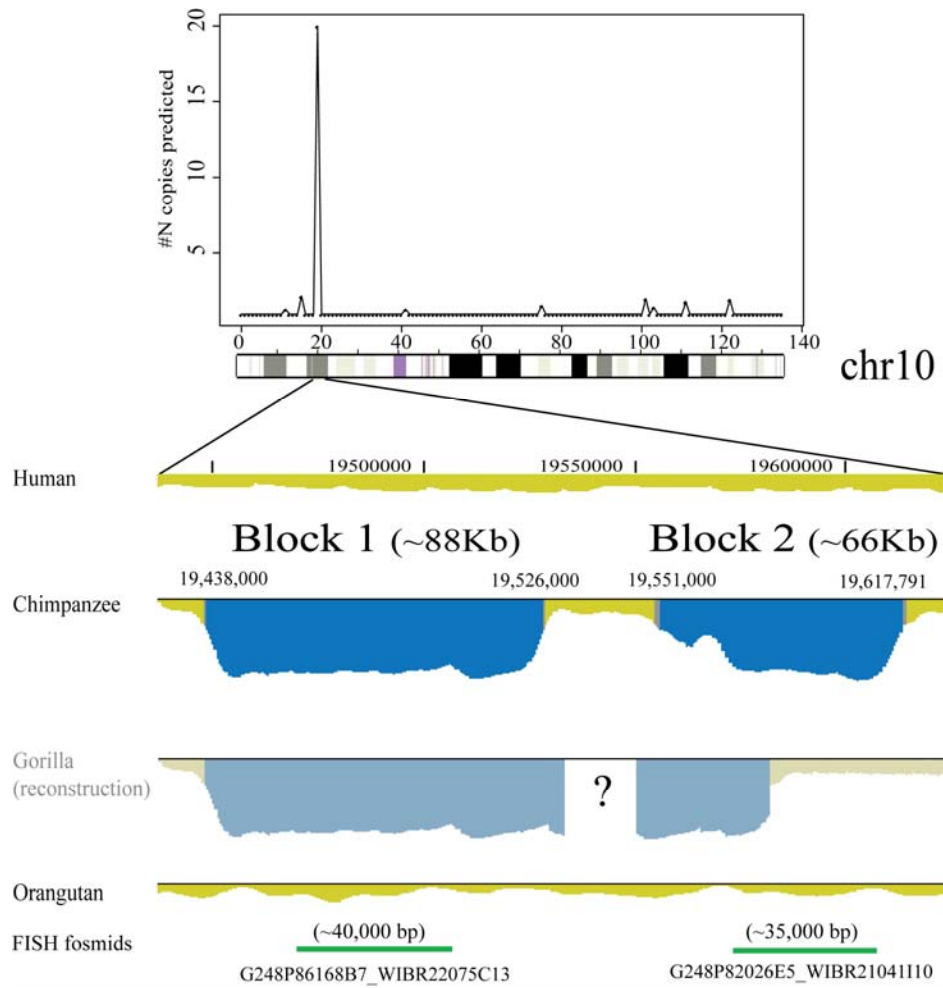 20
15
10
5
#N copies predicted
0 20 40 60 80 100 120 140
chr10
19500000 19550000 19600000
Human
Block 1 (~88Kb) Block 2 (~66Kb)
19,438,000 19,526,000 19,551,000 19,617,791
Chimpanzee
Gorilla
(reconstruction)
?
Orangutan
(~40,000 bp) (~35,000 bp)
FISH fosmids
G248P86168B7_WIBR22075C13 G248P82026E5_WIBR21041I10